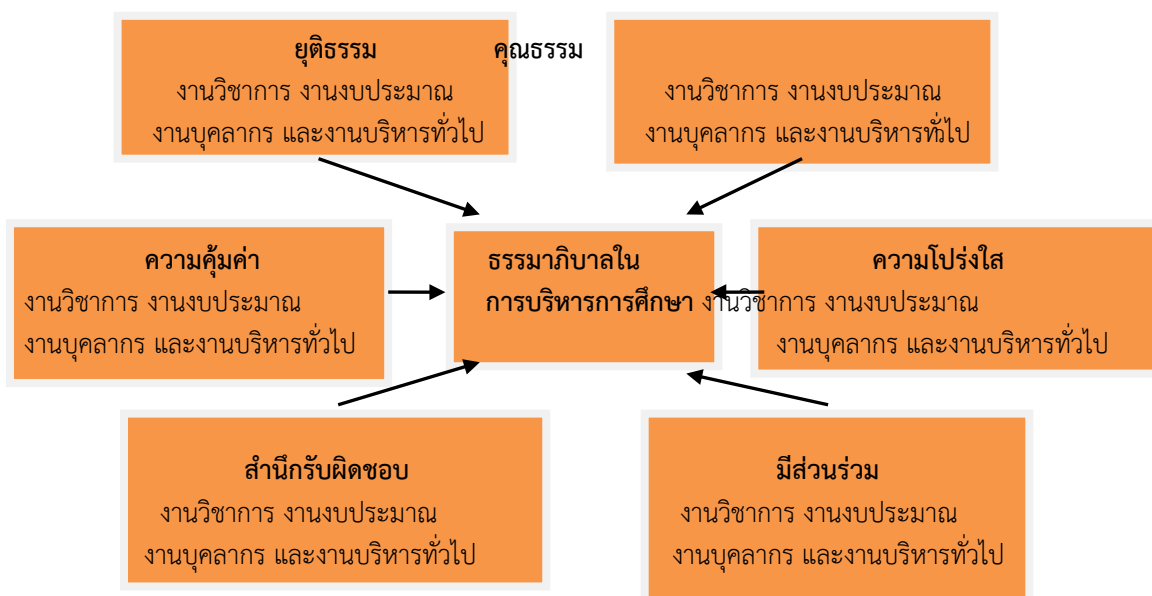 ยุติธรรม
งานวิชาการ งานงบประมาณ
งานบุคลากร และงานบริหารทั่วไป
คุณธรรม
งานวิชาการ งานงบประมาณ
งานบุคลากร และงานบริหารทั่วไป
ความคุ้มค่า
งานวิชาการ งานงบประมาณ
งานบุคลากร และงานบริหารทั่วไป
ธรรมาภิบาลใน
การบริหารการศึกษา
ความโปร่งใส
งานวิชาการ งานงบประมาณ
งานบุคลากร และงานบริหารทั่วไป
สำนึกรับผิดชอบ
งานวิชาการ งานงบประมาณ
งานบุคลากร และงานบริหารทั่วไป
มีส่วนร่วม
งานวิชาการ งานงบประมาณ
งานบุคลากร และงานบริหารทั่วไป